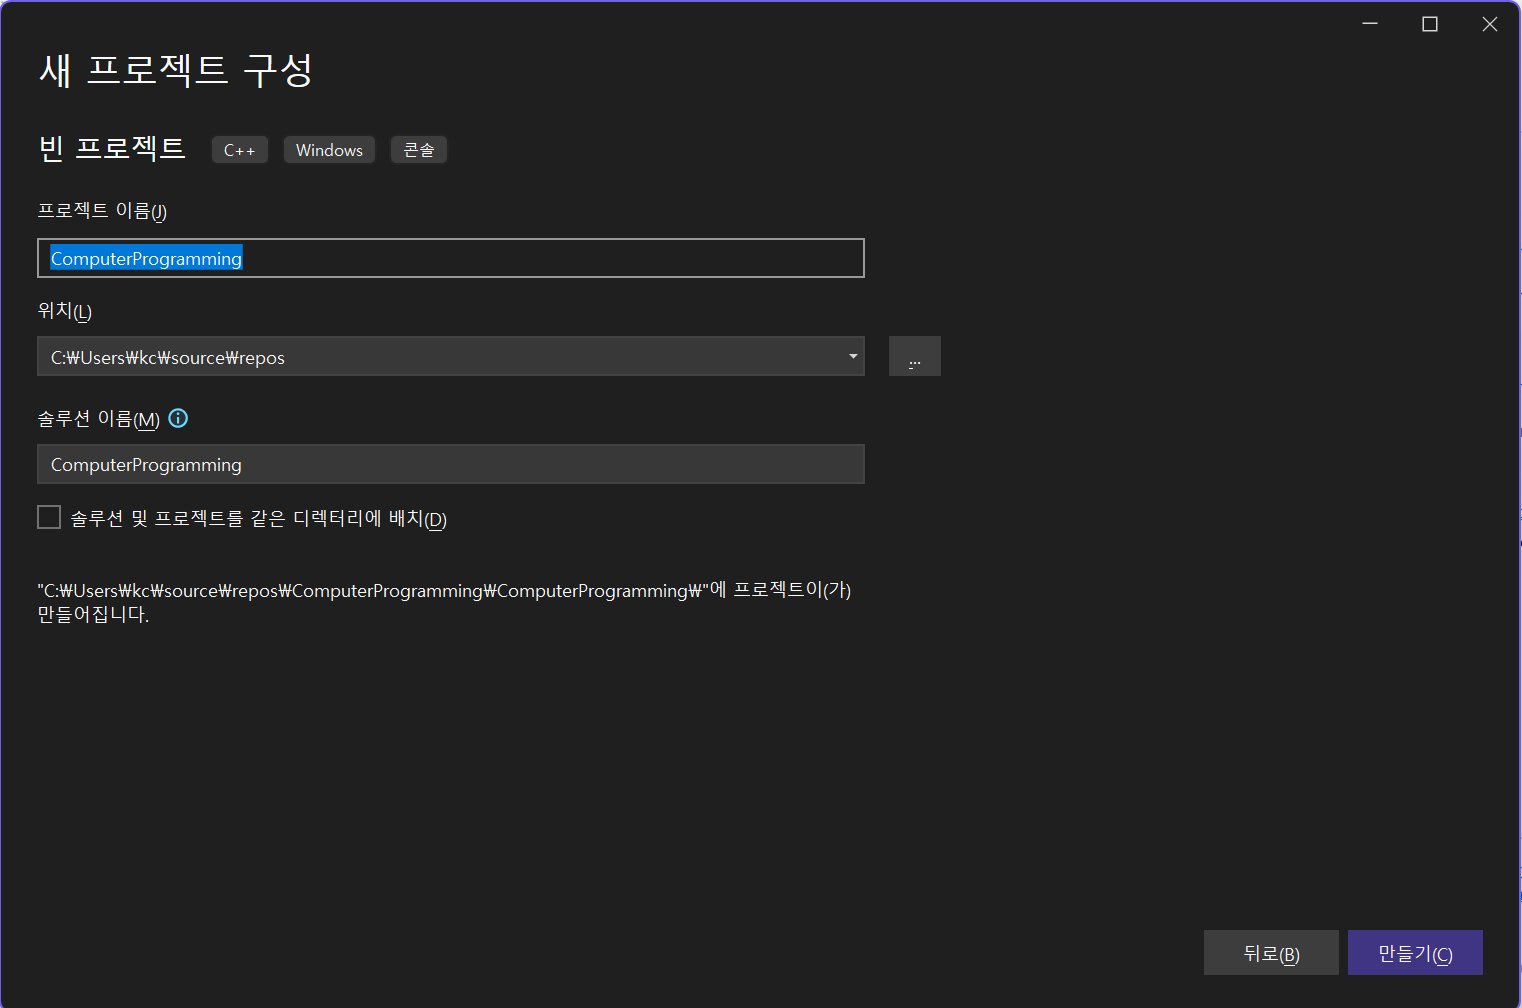 새 프로젝트 구성
빈 프로젝트 C++ Windows 콘솔
프로젝트 이름(J)
ComputerProgramming
위치(L)
C:₩Users₩kc₩source₩repos
...
솔루션 이름(M)
ComputerProgramming
솔루션 및 프로젝트를 같은 디렉터리에 배치(D)
"C:₩Users₩kc₩source₩repos₩ComputerProgramming₩ComputerProgramming₩"에 프로젝트이(가)
만들어집니다.
뒤로(B) 만들기(C)